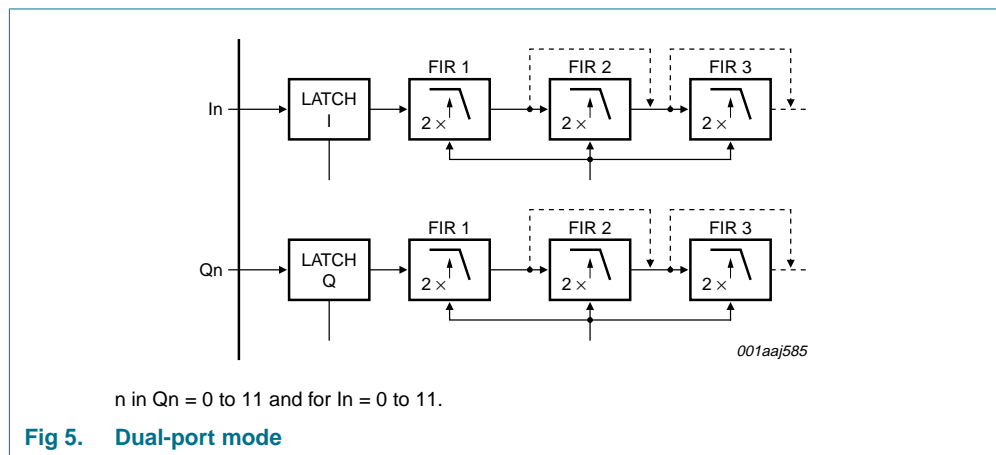 FIR 1 FIR 2 FIR 3
In LATCH I 2 × 2 × 2 ×
FIR 1 FIR 2 FIR 3
Qn LATCH Q 2 × 2 × 2 ×
001aaj585
n in Qn = 0 to 11 and for In = 0 to 11.
Fig 5. Dual-port mode